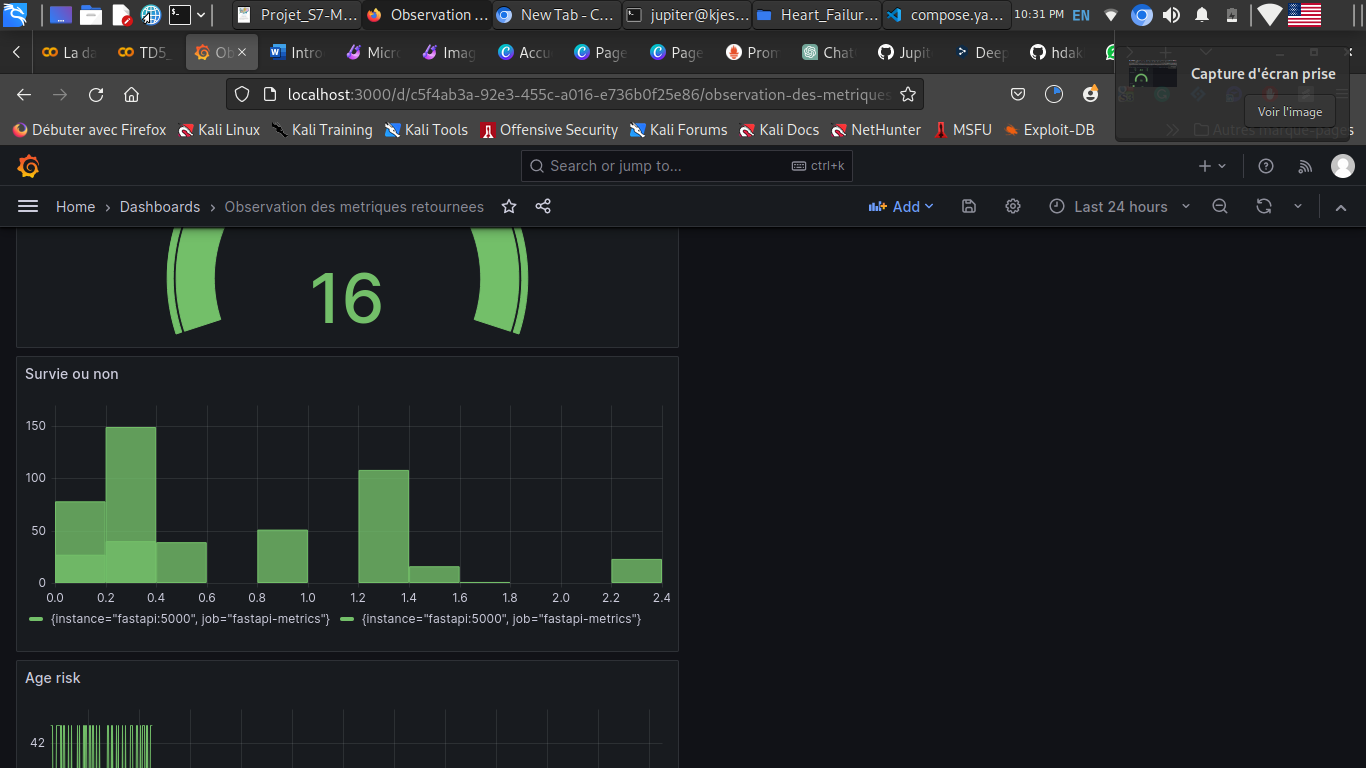 Projet_S7-M...
Observation ...
New Tab - C...
jupiter@kjes...
Heart_Failur...
compose.ya...
10:31 PM
EN
La da
TD5_
Ob
Intro
Micr
Imag
Accu
Page
Page
Prom
Chat
Jupit
Deep
hdak
Capture d'écran prise
Voir l'image
localhost:3000/d/c5f4ab3a-92e3-455c-a016-e736b0f25e86/observation-des-metriques
Débuter avec Firefox
Kali Linux
Kali Training
Kali Tools
Offensive Security
Kali Forums
Kali Docs
NetHunter
MSFU
Exploit-DB
Autres marque-pages
Search or jump to...
ctrl+k
Home › Dashboards › Observation des metriques retournees
Add
Last 24 hours
16
Survie ou non
150
100
50
0
0.0 0.2 0.4 0.6 0.8 1.0 1.2 1.4 1.6 1.8 2.0 2.2 2.4
{instance="fastapi:5000", job="fastapi-metrics"} {instance="fastapi:5000", job="fastapi-metrics"}
Age risk
42